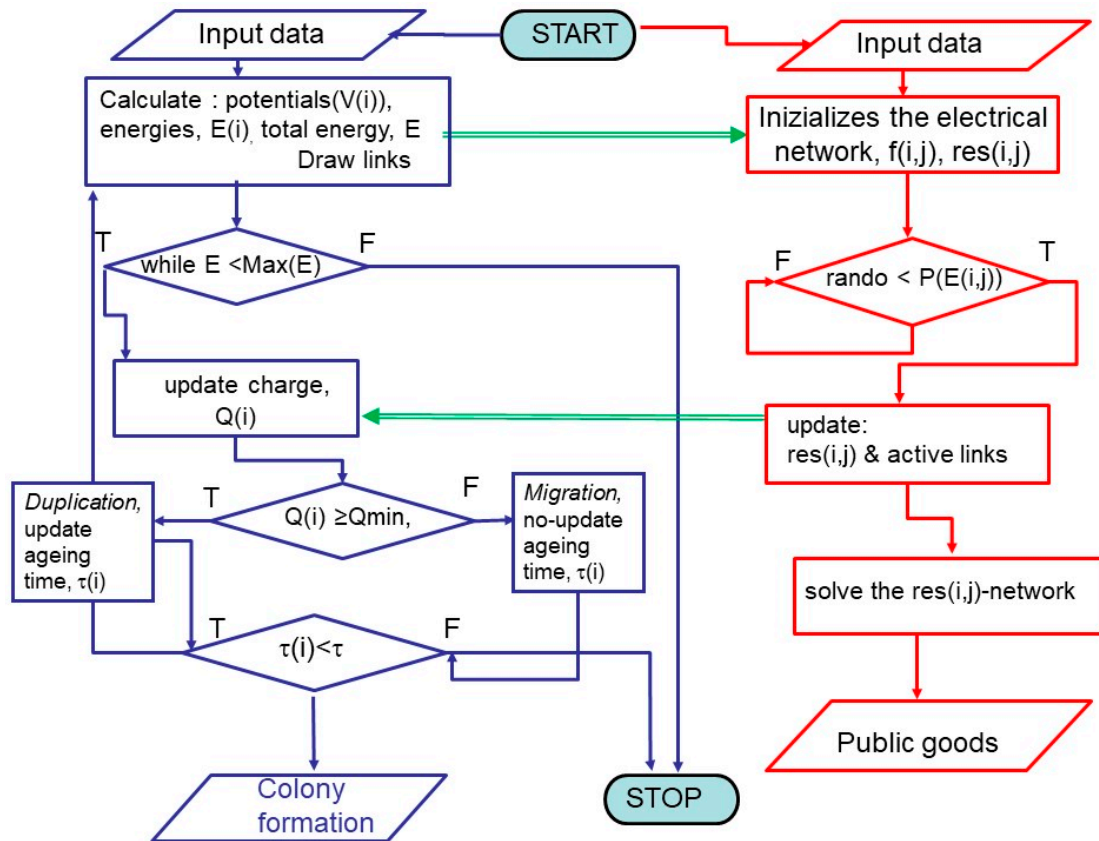 START
Input data
Calculate : potentials(V(i)),
energies, E(i), total energy, E
Draw links
T
F
while E <Max(E)
update charge,
Q(i)
T
F
Q(i) ≥Qmin,
Duplication,
update
ageing
time, τ(i)
Migration,
no-update
ageing
time, τ(i)
T
F
τ(i)<τ
Colony
formation
STOP
Input data
Inizializes the electrical
network, f(i,j), res(i,j)
F
T
rando < P(E(i,j))
update:
res(i,j) & active links
solve the res(i,j)-network
Public goods